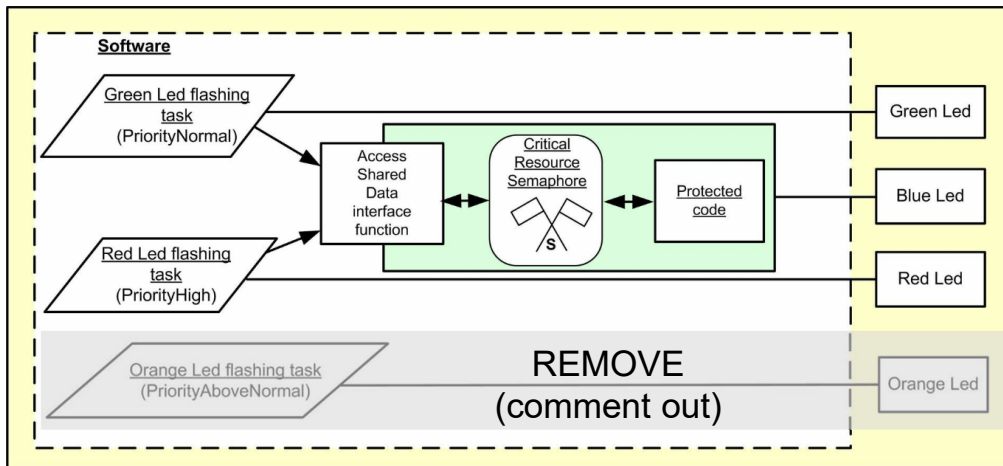 Software
Green Led flashing
task
(PriorityNormal)
Green Led
Access
Shared
Data
interface
function
Critical
Resource
Semaphore
S
Protected
code
Blue Led
Red Led flashing
task
(PriorityHigh)
Red Led
Orange Led flashing task
(PriorityAboveNormal)
REMOVE
(comment out)
Orange Led